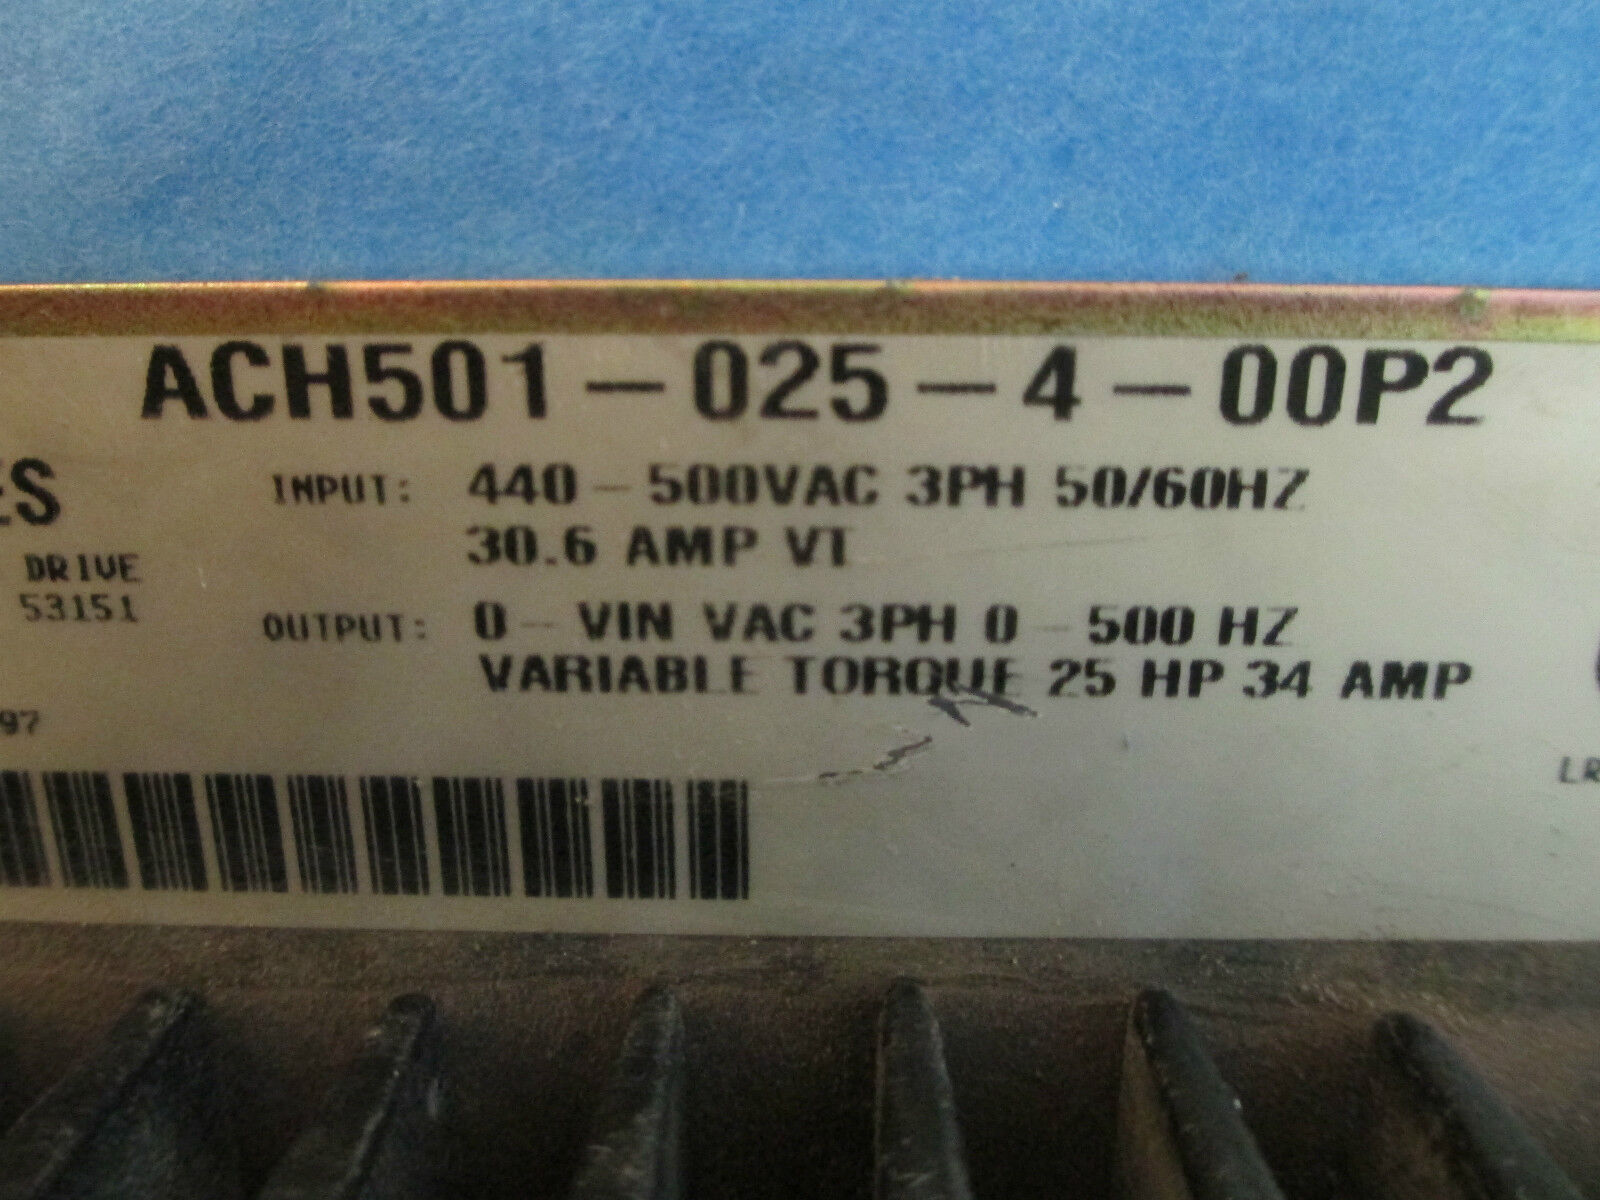 ACH501-025-4-00P2
ES
INPUT: 440-500VAC 3PH 50/60HZ
30.6 AMP VT
DRIVE
53151
OUTPUT: 0-VIN VAC 3PH 0-500 HZ
VARIABLE TORQUE 25 HP 34 AMP
97
LR